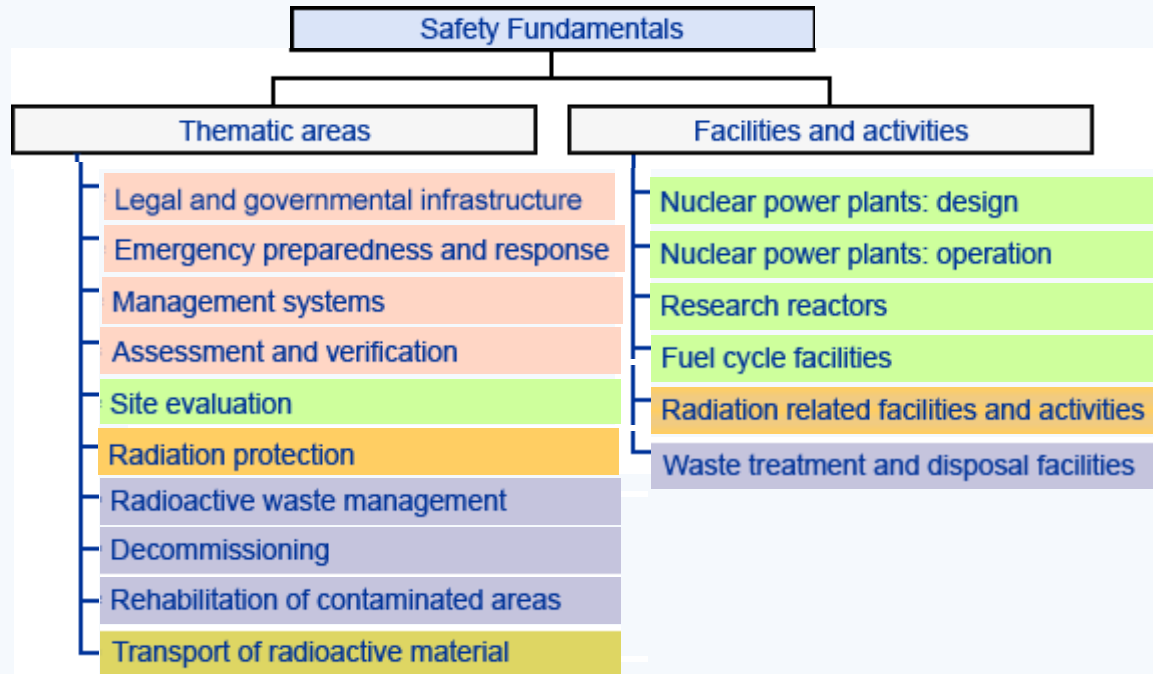 Safety Fundamentals
Thematic areas
Legal and governmental infrastructure
Emergency preparedness and response
Management systems
Assessment and verification
Site evaluation
Radiation protection
Radioactive waste management
Decommissioning
Rehabilitation of contaminated areas
Transport of radioactive material
Facilities and activities
Nuclear power plants: design
Nuclear power plants: operation
Research reactors
Fuel cycle facilities
Radiation related facilities and activities
Waste treatment and disposal facilities